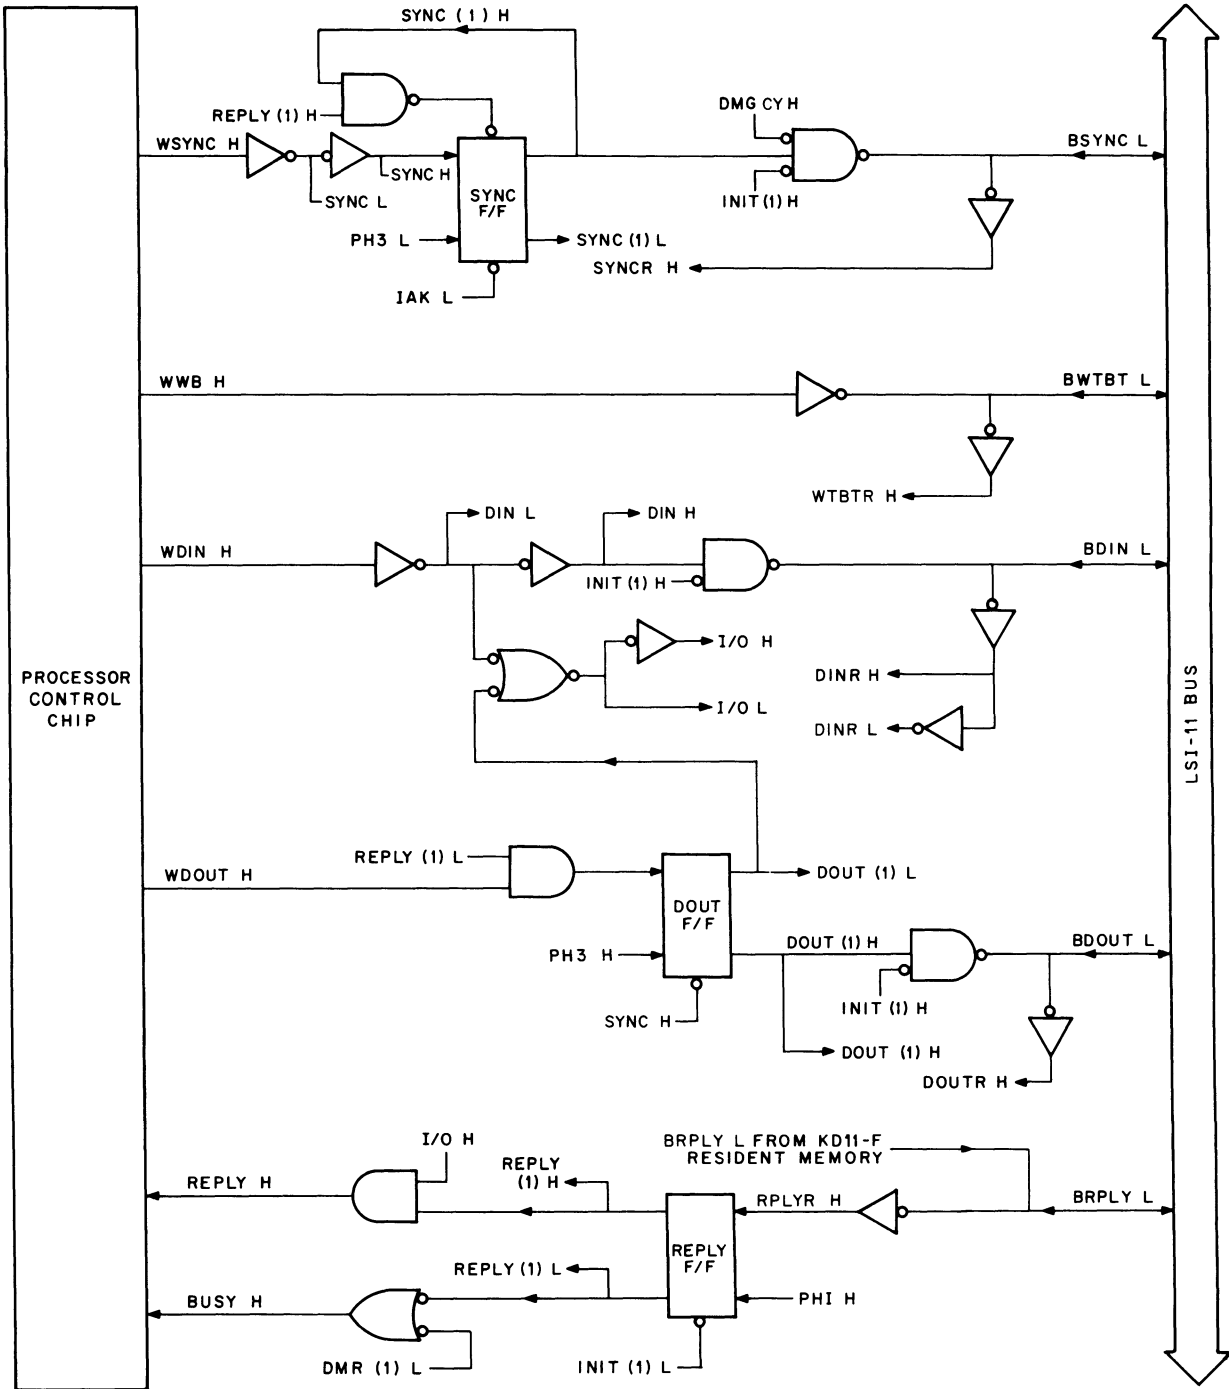 SYNC (1) H
REPLY (1) H
WSYNC H
SYNC L
SYNC H
SYNC
F/F
PH3 L
IAK L
SYNC (1) L
DMG CY H
INIT (1) H
BSYNC L
SYNCR H
WWB H
BWTBT L
WTBTR H
WDIN H
DIN L
DIN H
INIT (1) H
BDIN L
I/O H
I/O L
DINR H
DINR L
PROCESSOR
CONTROL
CHIP
LSI-11 BUS
REPLY (1) L
WDOUT H
DOUT
F/F
DOUT (1) L
PH3 H
SYNC H
DOUT (1) H
INIT (1) H
BDOUT L
DOUT (1) H
DOUTR H
I/O H
REPLY H
REPLY
(1) H
BRPLY L FROM KD11-F
RESIDENT MEMORY
RPLYR H
BRPLY L
REPLY
F/F
REPLY (1) L
BUSY H
PHI H
DMR (1) L
INIT (1) L